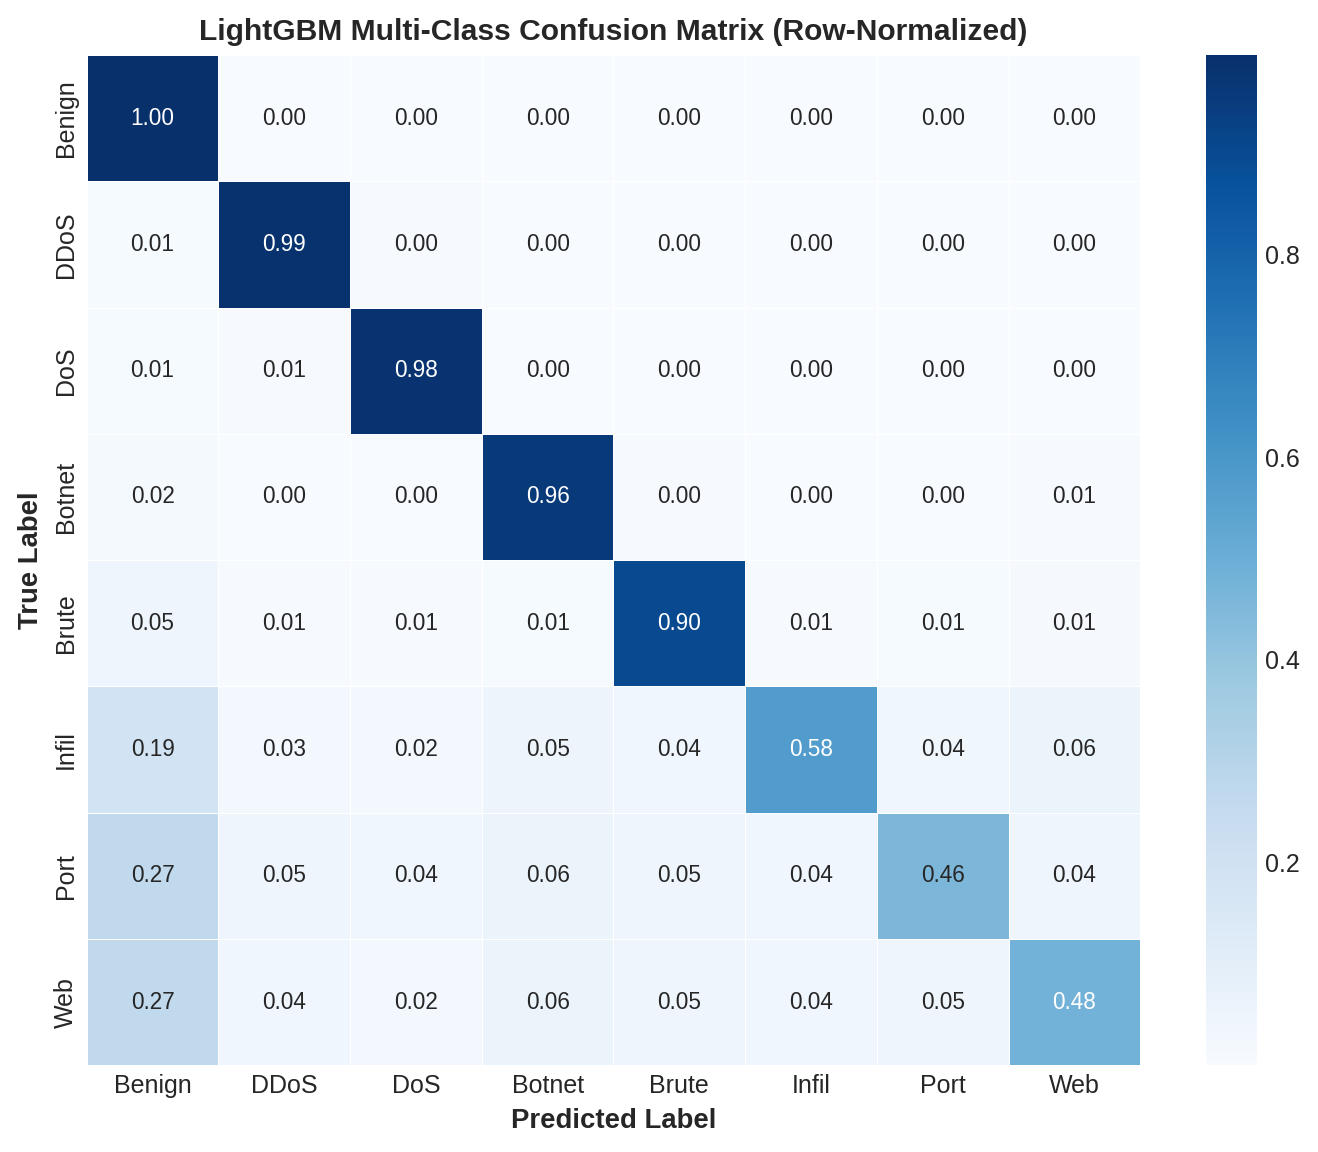 LightGBM Multi-Class Confusion Matrix (Row-Normalized)
True Label
Benign 1.00 0.00 0.00 0.00 0.00 0.00 0.00 0.00
DDoS 0.01 0.99 0.00 0.00 0.00 0.00 0.00 0.00
DoS 0.01 0.01 0.98 0.00 0.00 0.00 0.00 0.00
Botnet 0.02 0.00 0.00 0.96 0.00 0.00 0.00 0.01
Brute 0.05 0.01 0.01 0.01 0.90 0.01 0.01 0.01
Infil 0.19 0.03 0.02 0.05 0.04 0.58 0.04 0.06
Port 0.27 0.05 0.04 0.06 0.05 0.04 0.46 0.04
Web 0.27 0.04 0.02 0.06 0.05 0.04 0.05 0.48
Benign DDoS DoS Botnet Brute Infil Port Web
Predicted Label
0.8
0.6
0.4
0.2